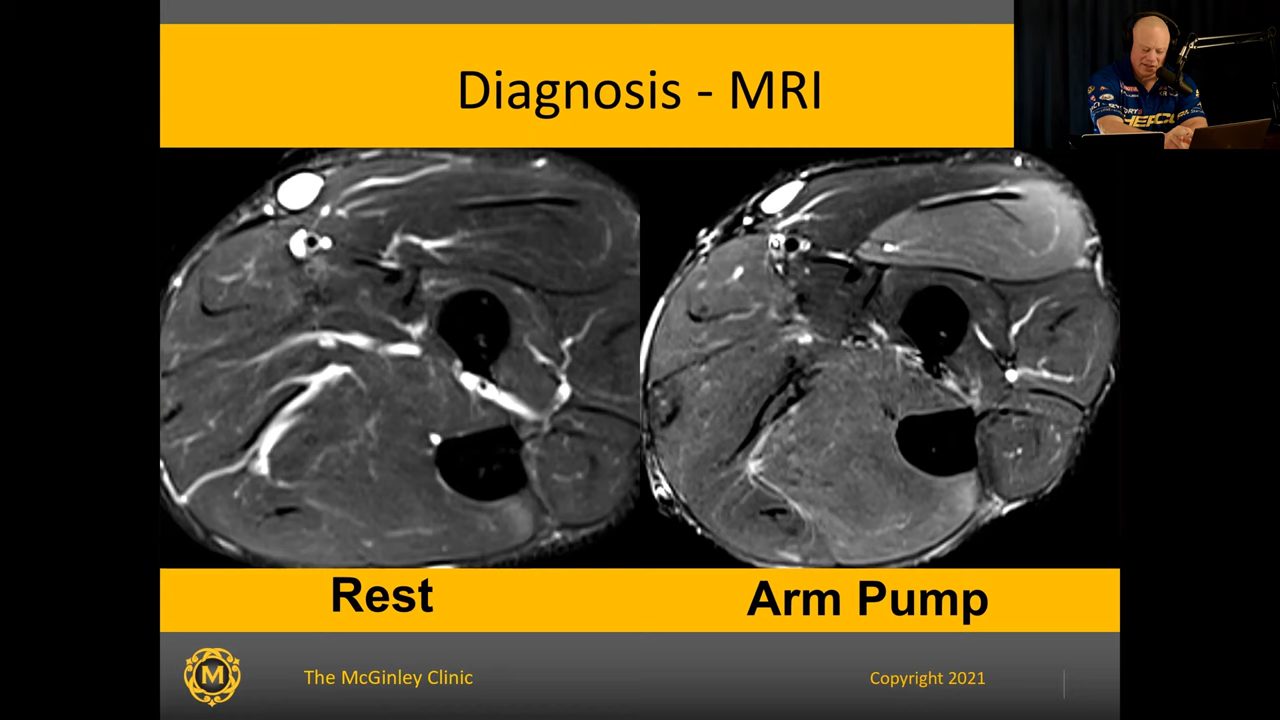 Diagnosis - MRI
Rest
Arm Pump
M
The McGinley Clinic
Copyright 2021